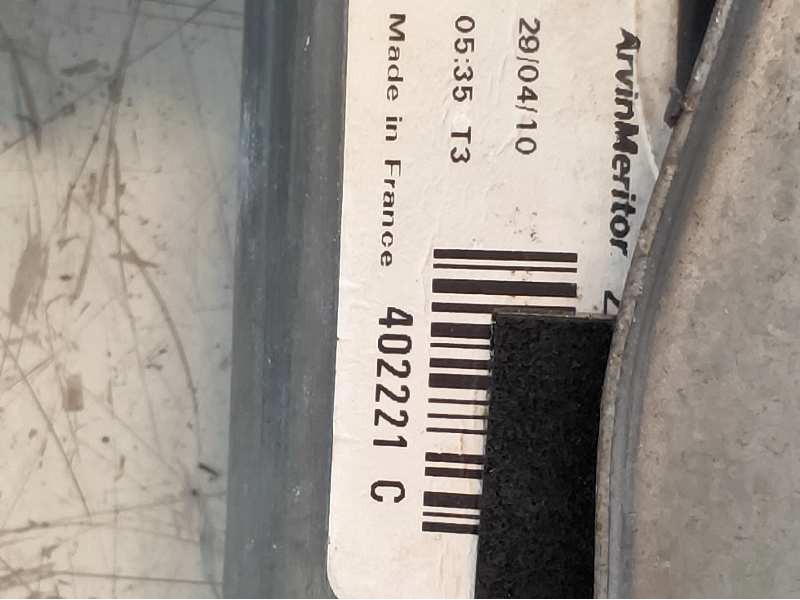 ArvinMeritor
29/04/10
05:35 T3
Made in France
402221 C